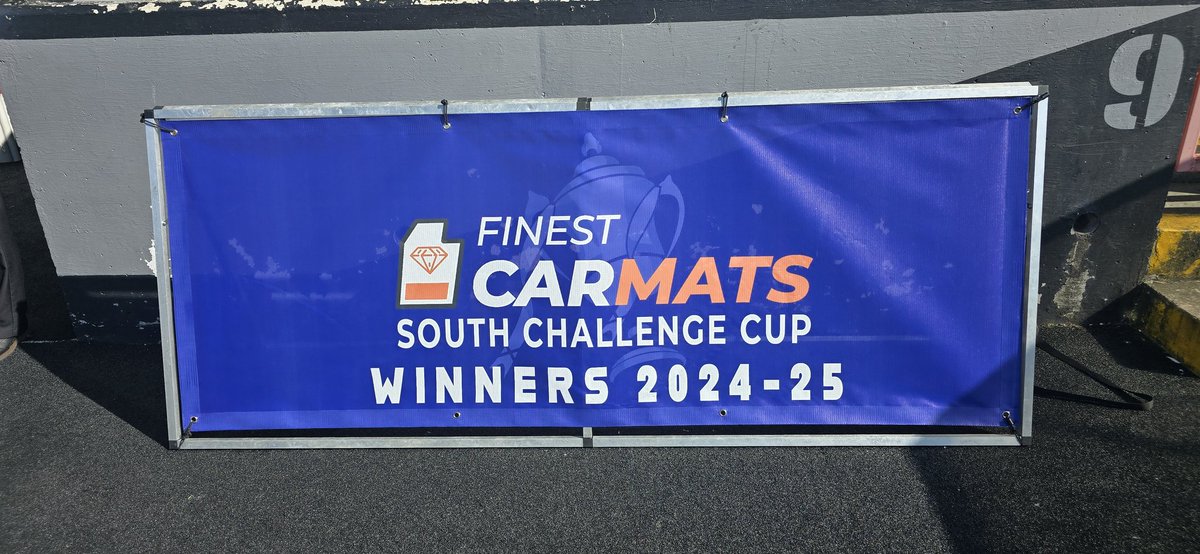 9
FINEST
CARMATS
SOUTH CHALLENGE CUP
WINNERS 2024-25